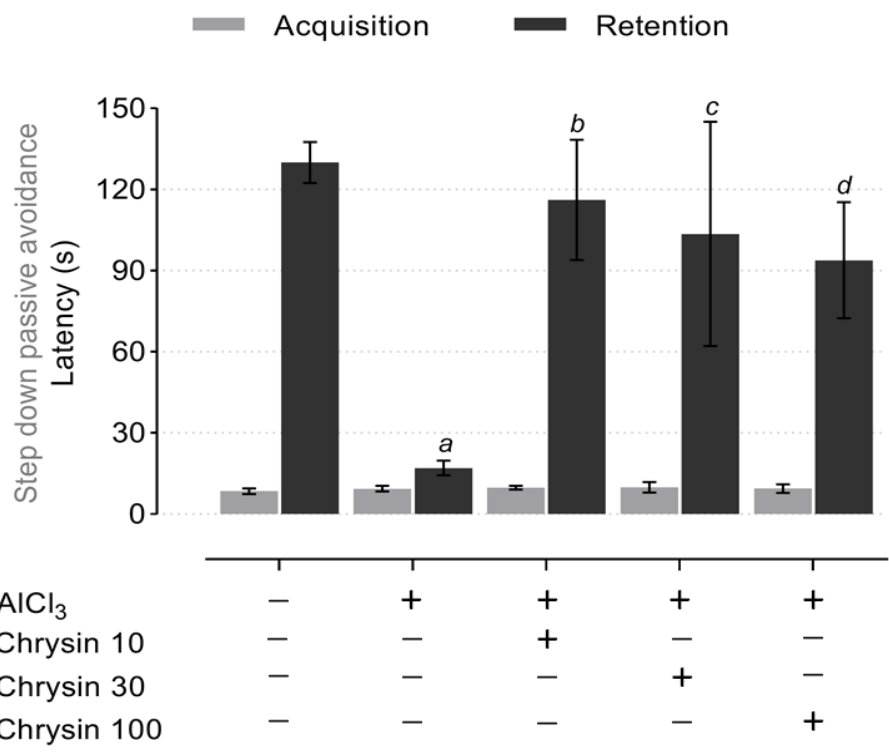 Acquisition Retention
Step down passive avoidance
Latency (s)
150
120
90
60
30
0
a
b
c
d
AlCl₃ – + + + +
Chrysin 10 – – + – –
Chrysin 30 – – – + –
Chrysin 100 – – – – +